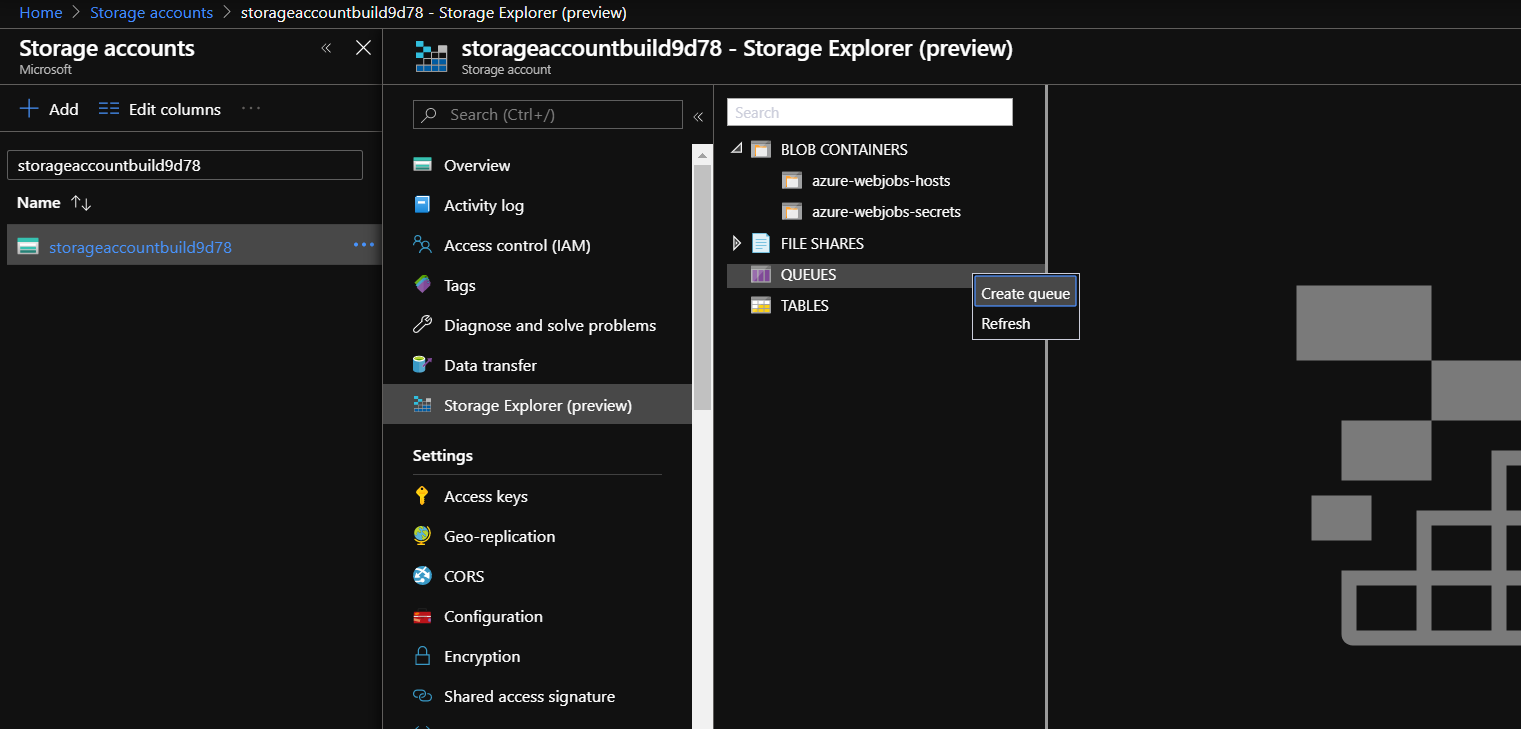 Home > Storage accounts > storageaccountbuild9d78 - Storage Explorer (preview)
Storage accounts
Microsoft
Add
Edit columns
storageaccountbuild9d78
Name
storageaccountbuild9d78
storageaccountbuild9d78 - Storage Explorer (preview)
Storage account
Search (Ctrl+/)
Overview
Activity log
Access control (IAM)
Tags
Diagnose and solve problems
Data transfer
Storage Explorer (preview)
Settings
Access keys
Geo-replication
CORS
Configuration
Encryption
Shared access signature
Search
BLOB CONTAINERS
azure-webjobs-hosts
azure-webjobs-secrets
FILE SHARES
QUEUES
TABLES
Create queue
Refresh